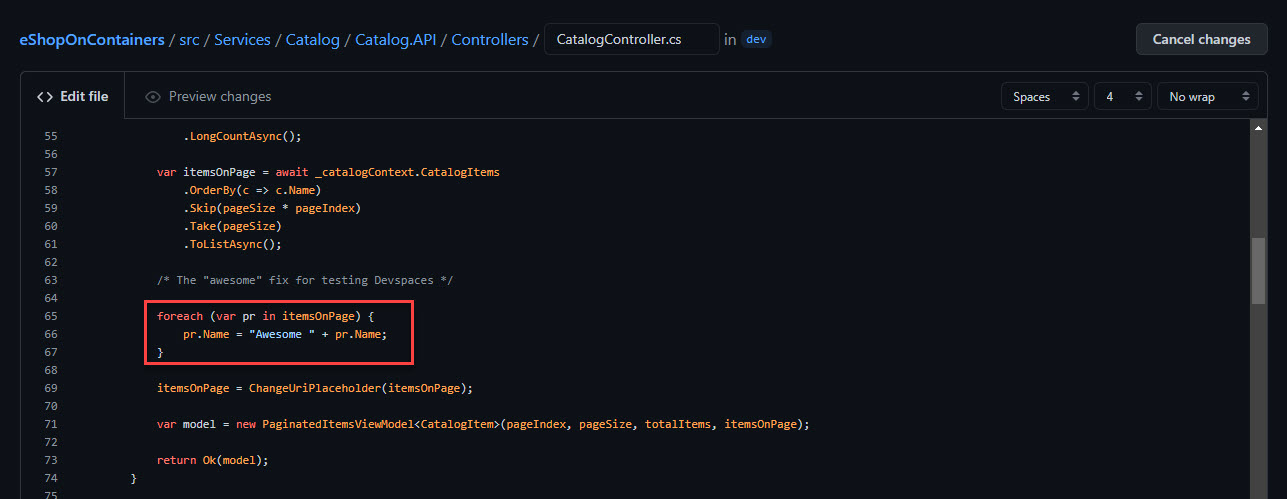 eShopOnContainers / src / Services / Catalog / Catalog.API / Controllers / CatalogController.cs in dev Cancel changes
<> Edit file Preview changes Spaces 4 No wrap
55 .LongCountAsync();
56
57 var itemsOnPage = await _catalogContext.CatalogItems
58 .OrderBy(c => c.Name)
59 .Skip(pageSize * pageIndex)
60 .Take(pageSize)
61 .ToListAsync();
62
63 /* The "awesome" fix for testing Devspaces */
64
65 foreach (var pr in itemsOnPage) {
66 pr.Name = "Awesome " + pr.Name;
67 }
68
69 itemsOnPage = ChangeUriPlaceholder(itemsOnPage);
70
71 var model = new PaginatedItemsViewModel<CatalogItem>(pageIndex, pageSize, totalItems, itemsOnPage);
72
73 return Ok(model);
74 }
75